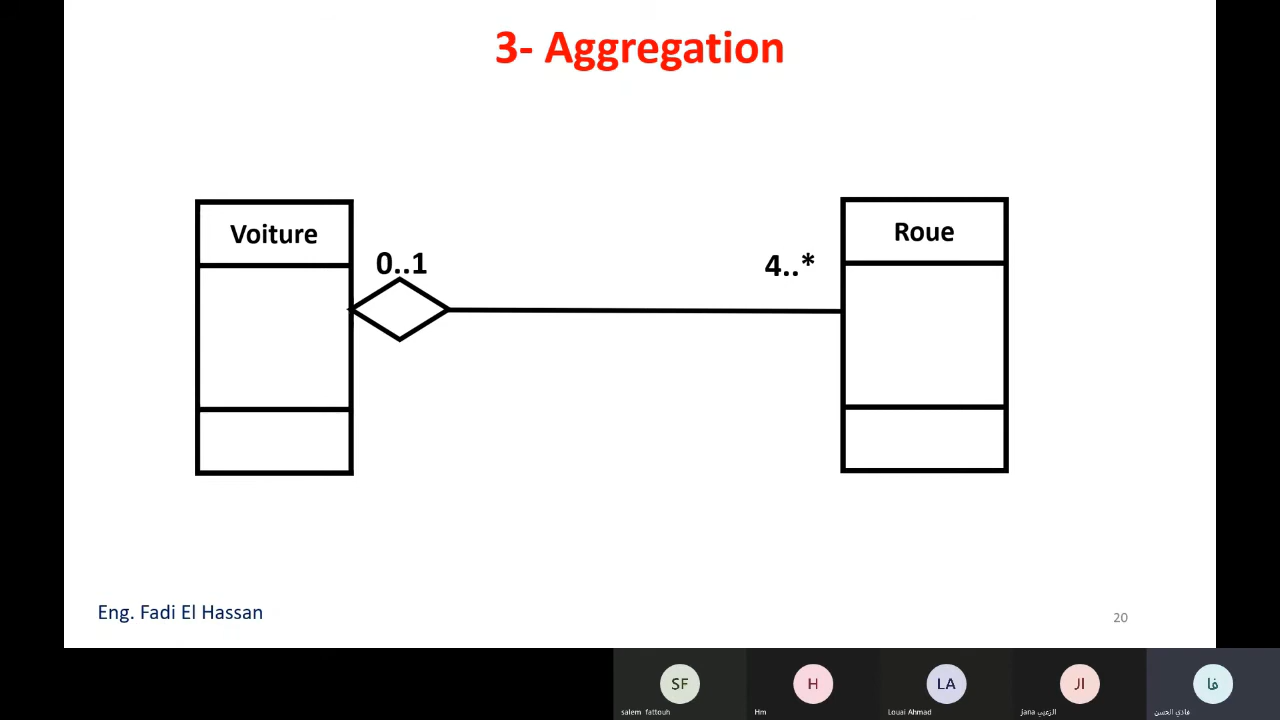 3- Aggregation
Voiture
Roue
0..1
4..*
Eng. Fadi El Hassan
20
SF
H
LA
الـ
فا
salem fattouh
Hm
Louai Ahmad
jana الزعبي
فادي الحسن